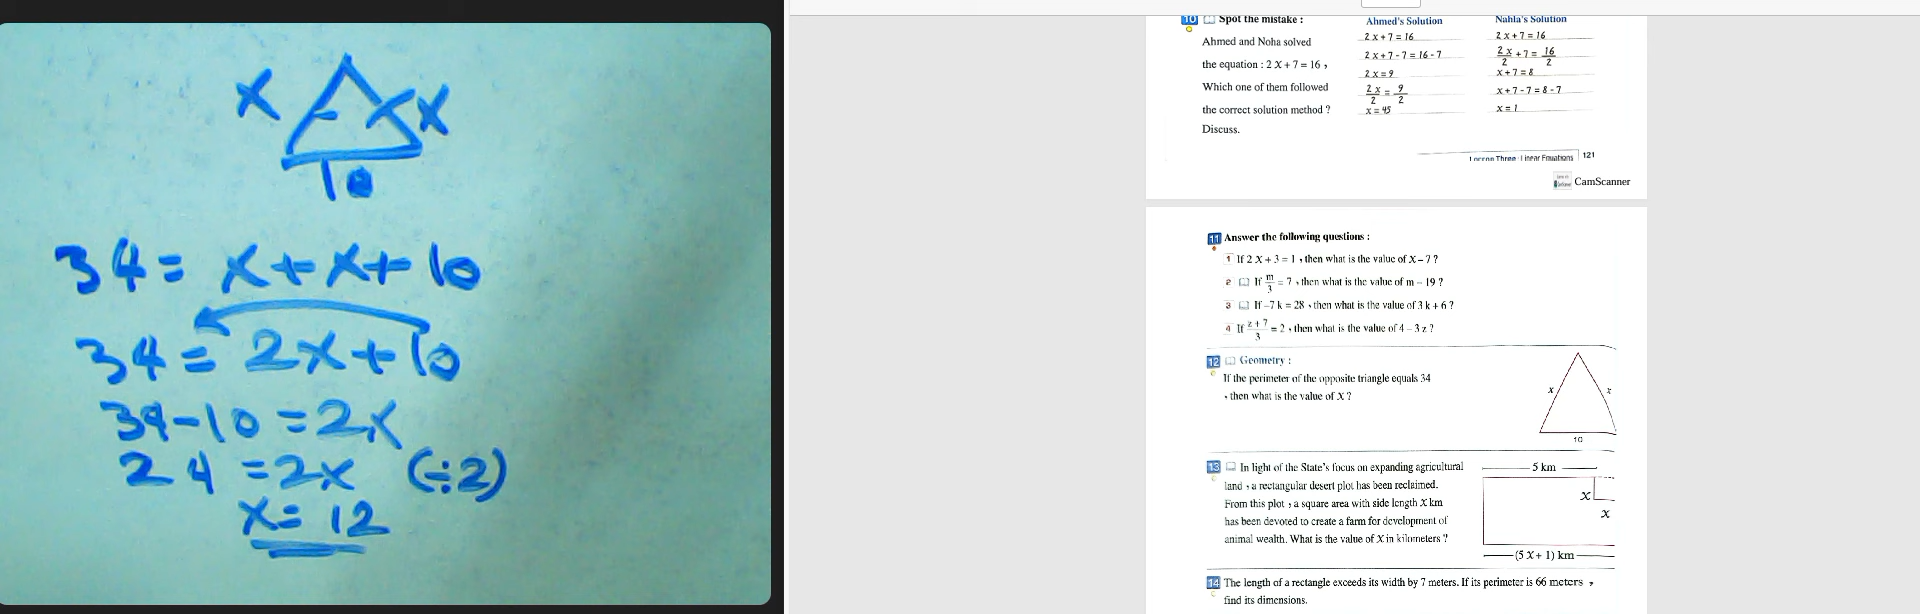 x
x
10
34 = x + x + 10
34 = 2x + 10
34 - 10 = 2x
24 = 2x (÷2)
x = 12
10 Spot the mistake :
Ahmed and Noha solved
the equation : 2 X + 7 = 16 ,
Which one of them followed
the correct solution method ?
Discuss.
Ahmed's Solution
2 x + 7 = 16
2 x + 7 - 7 = 16 - 7
2 x = 9
2 x / 2 = 9 / 2
x = 45
Nahla's Solution
2 x + 7 = 16
2 x / 2 + 7 = 16 / 2
x + 7 = 8
x + 7 - 7 = 8 - 7
x = 1
Lesson Three : Linear Equations 121
CamScanner
11 Answer the following questions :
1 If 2 X + 3 = 1 , then what is the value of X – 7 ?
2 If m/3 = 7 , then what is the value of m – 19 ?
3 If –7 k = 28 , then what is the value of 3 k + 6 ?
4 If z + 7 / 3 = 2 , then what is the value of 4 – 3 z ?
12 Geometry :
If the perimeter of the opposite triangle equals 34
, then what is the value of X ?
x
x
10
13 In light of the State's focus on expanding agricultural
land , a rectangular desert plot has been reclaimed.
From this plot , a square area with side length X km
has been devoted to create a farm for development of
animal wealth. What is the value of X in kilometers ?
5 km
X
X
(5 X + 1) km
14 The length of a rectangle exceeds its width by 7 meters. If its perimeter is 66 meters ,
find its dimensions.